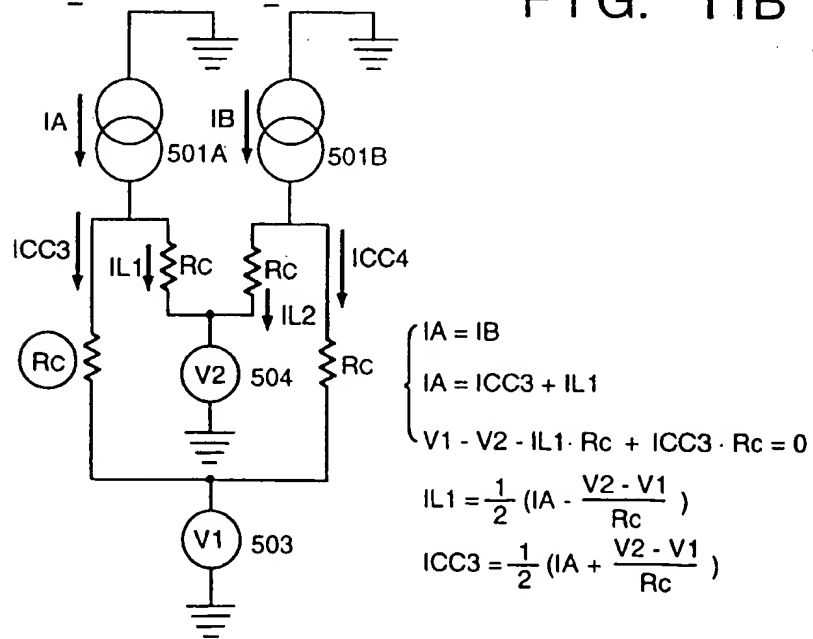 FIG. 11B
IA
501A
IB
501B
ICC3
IL1
Rc
Rc
IL2
ICC4
Rc
V2
504
Rc
V1
503
IA = IB
IA = ICC3 + IL1
V1 - V2 - IL1 · Rc + ICC3 · Rc = 0
IL1 = 1/2 (IA - V2 - V1/Rc)
ICC3 = 1/2 (IA + V2 - V1/Rc)